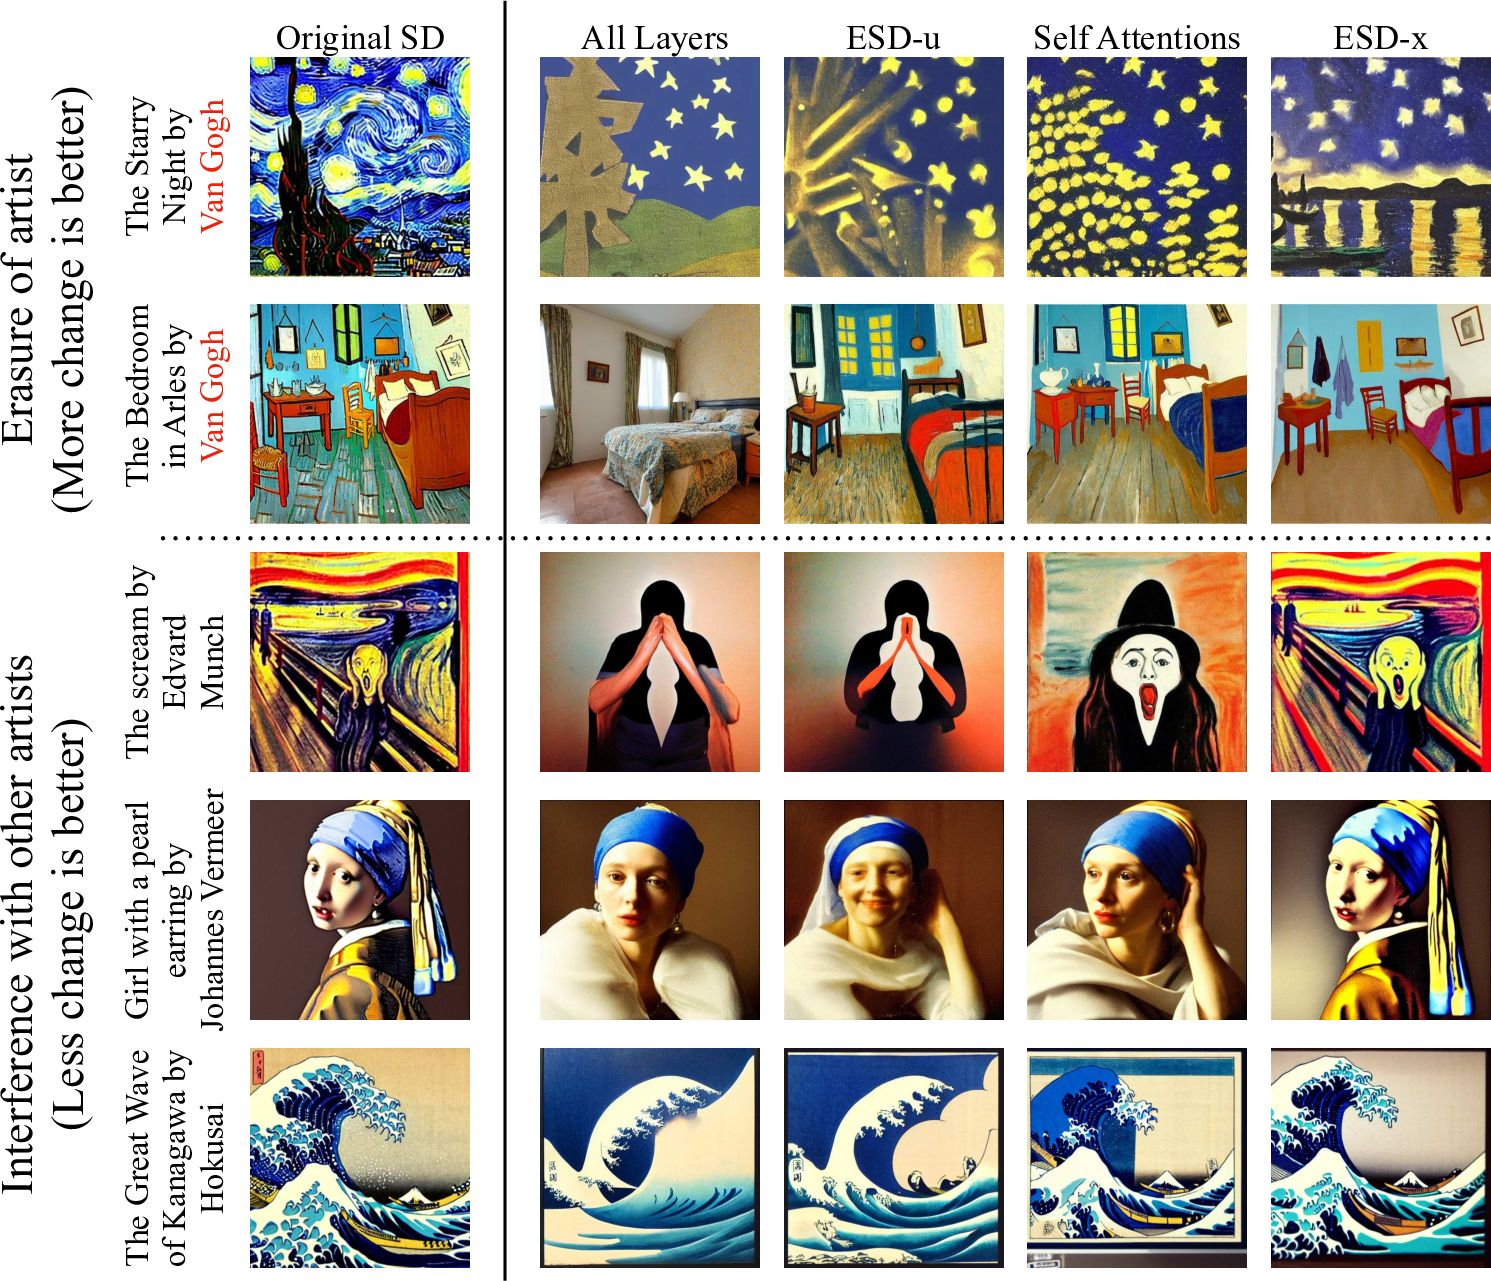 Original SD
All Layers
ESD-u
Self Attentions
ESD-x
Erasure of artist
(More change is better)
The Starry
Night by
Van Gogh
The Bedroom
in Arles by
Van Gogh
Interference with other artists
(Less change is better)
The scream by
Edvard
Munch
Girl with a pearl
earring by
Johannes Vermeer
The Great Wave
of Kanagawa by
Hokusai